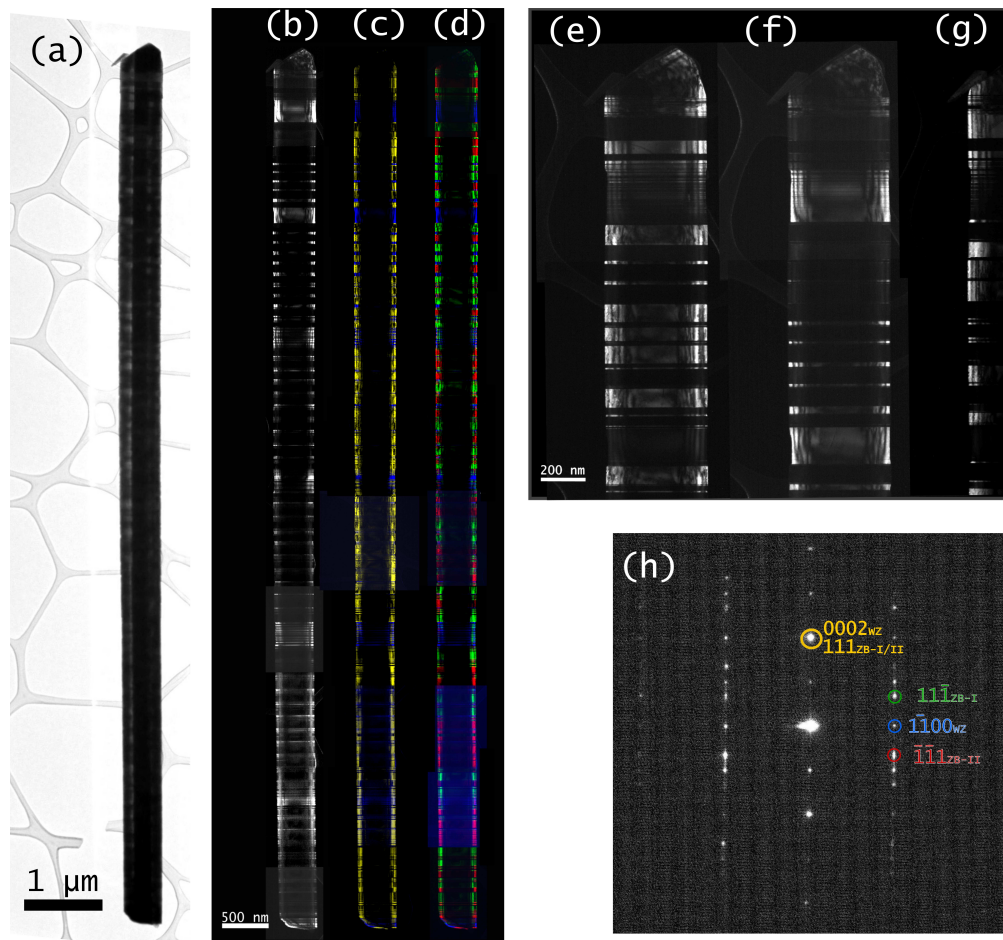 (a)
(b) (c) (d)
(e) (f) (g)
200 nm
(h)
0002WZ
111ZB-I/II
111̅ZB-I
1̅100WZ
1̅1̅1ZB-II
1 μm
500 nm